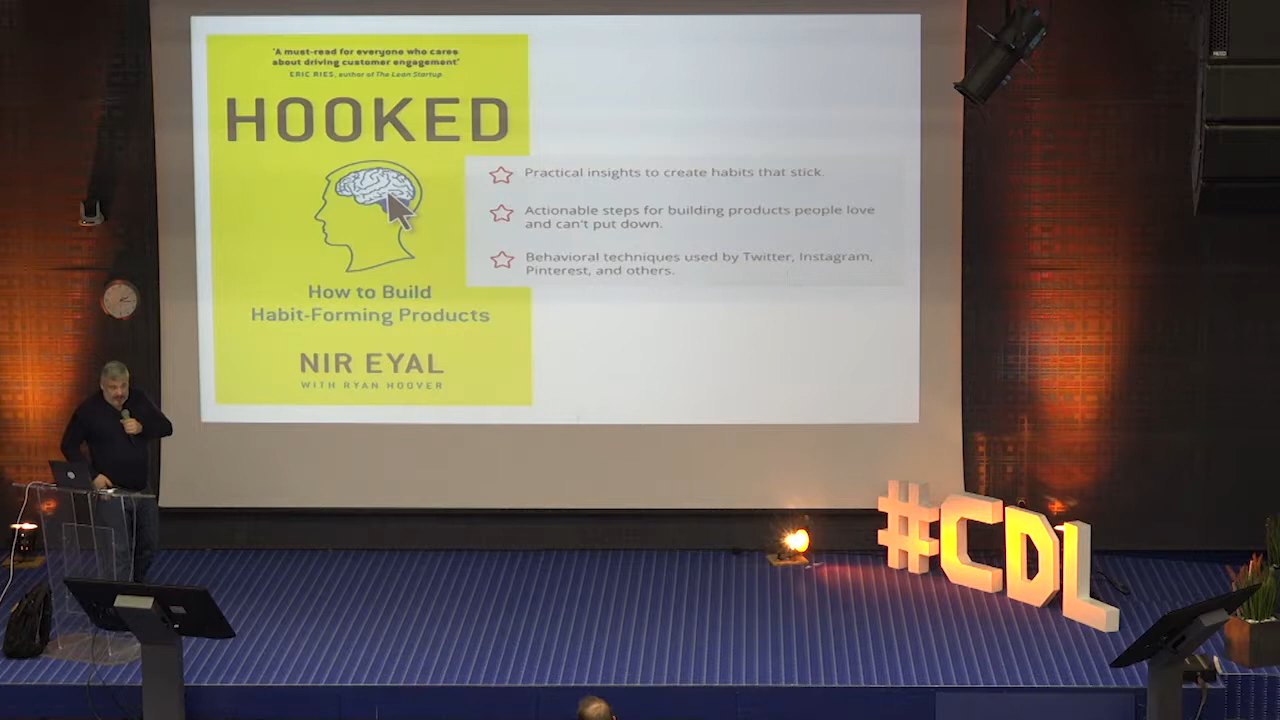 'A must-read for everyone who cares
about driving customer engagement'
ERIC RIES, author of The Lean Startup
HOOKED
Practical insights to create habits that stick.
Actionable steps for building products people love
and can't put down.
Behavioral techniques used by Twitter, Instagram,
Pinterest, and others.
How to Build
Habit-Forming Products
NIR EYAL
WITH RYAN HOOVER
#CDL